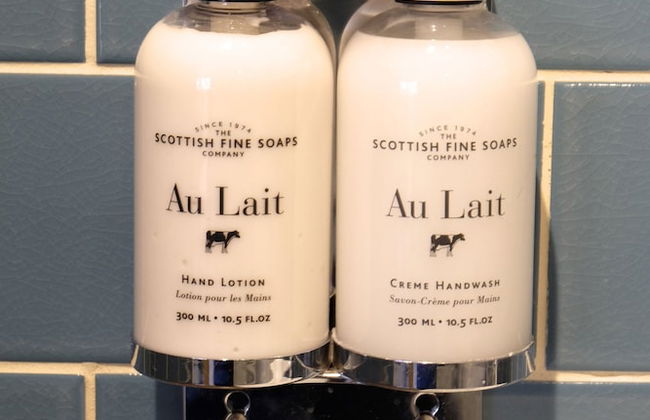 SINCE 1974
THE
SCOTTISH FINE SOAPS
COMPANY
Au Lait
HAND LOTION
Lotion pour les Mains
300 ML • 10.5 FL.OZ
SINCE 1974
THE
SCOTTISH FINE SOAPS
COMPANY
Au Lait
CREME HANDWASH
Savon-Crème pour Mains
300 ML • 10.5 FL.OZ